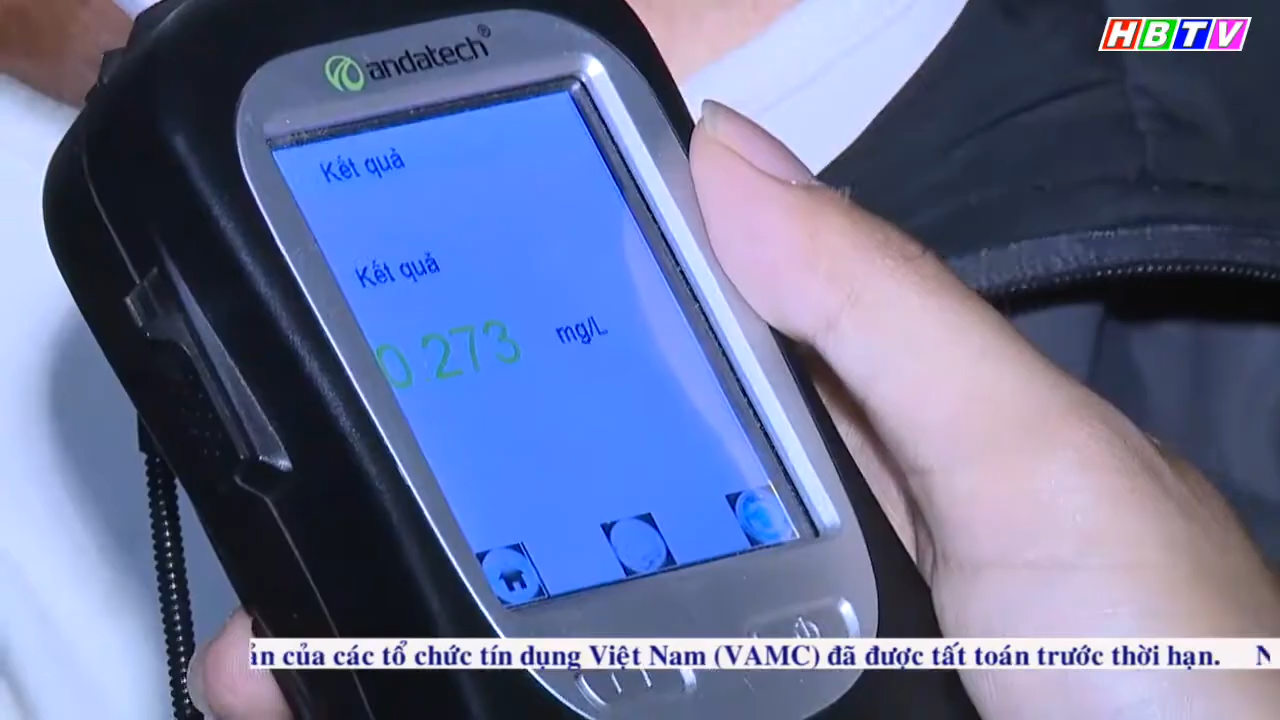 HBTV
andatech®
Kết quả
Kết quả
0 273 mg/L
của các tổ chức tín dụng Việt Nam (VAMC) đã được tất toán trước thời hạn.